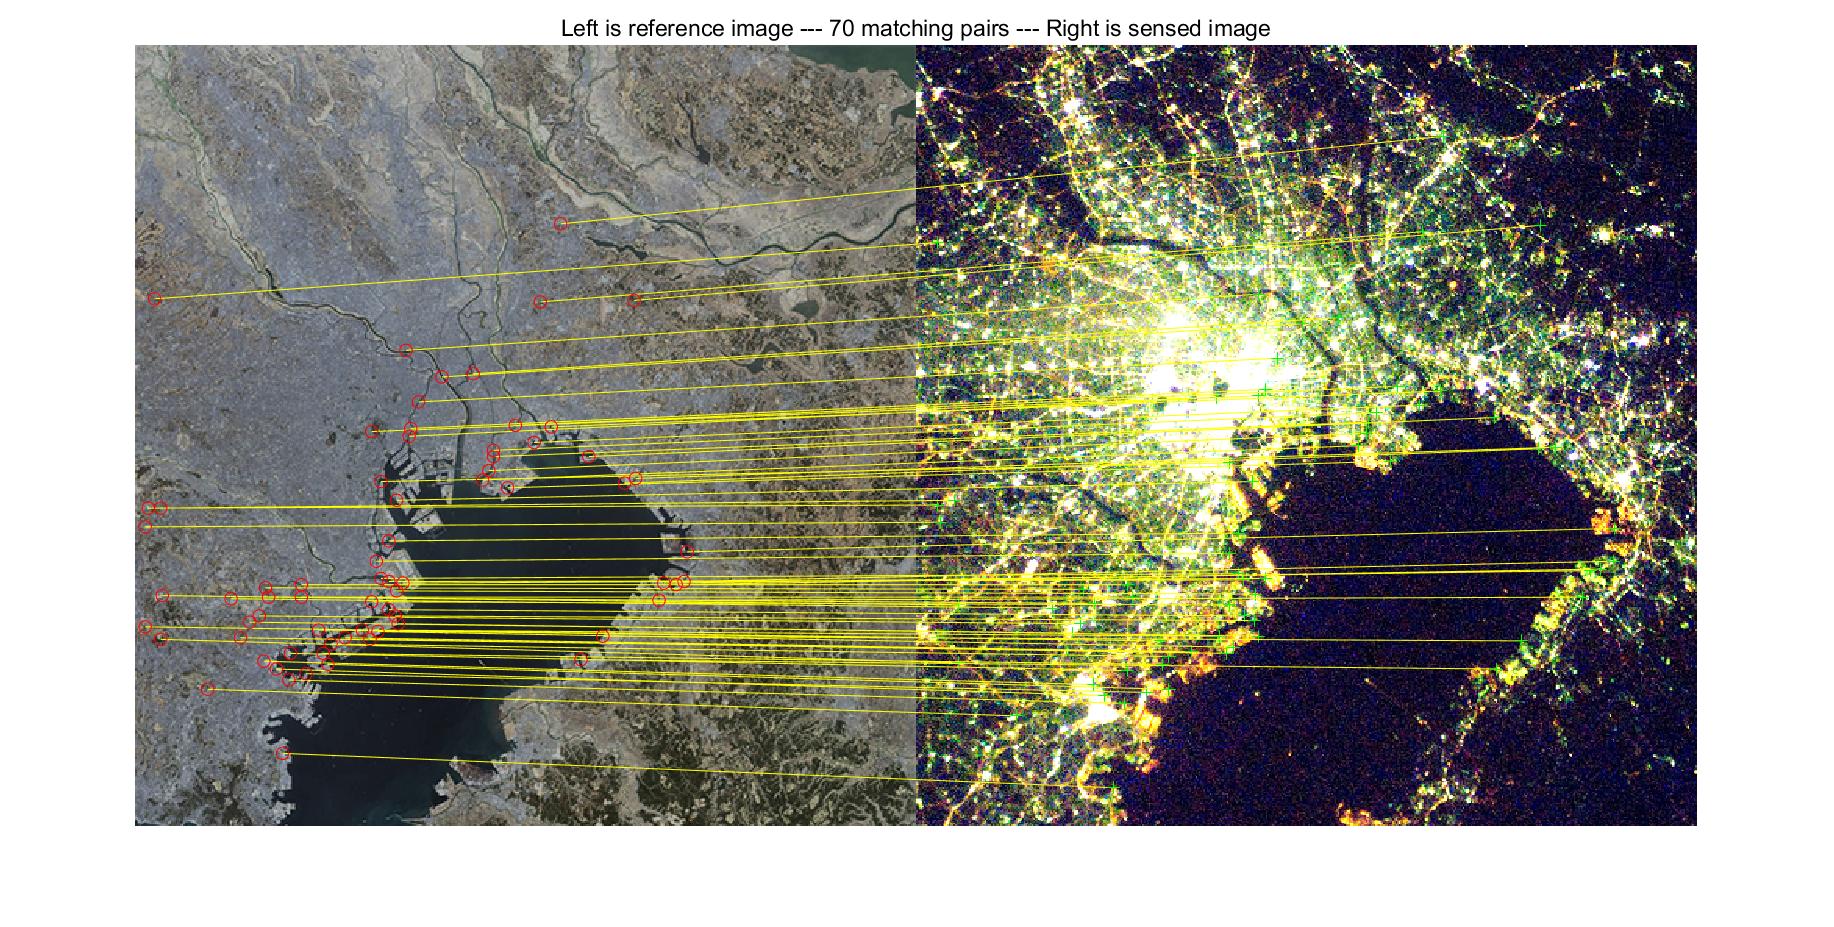 Left is reference image --- 70 matching pairs --- Right is sensed image